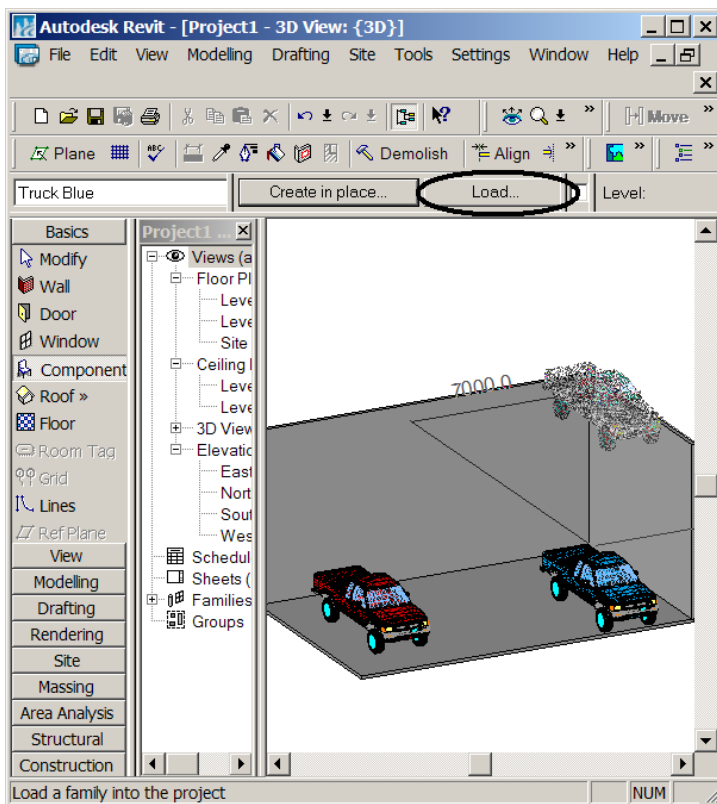 Autodesk Revit - [Project1 - 3D View: {3D}]
File Edit View Modelling Drafting Site Tools Settings Window Help
Move
Plane Demolish Align
Truck Blue Create in place... Load... Level:
Basics
Modify
Wall
Door
Window
Component
Roof »
Floor
Room Tag
Grid
Lines
Ref Plane
View
Modelling
Drafting
Rendering
Site
Massing
Area Analysis
Structural
Construction
Project1 ...
Views (a
Floor Pl
Leve
Leve
Site
Ceiling
Leve
Leve
3D View
Elevatio
East
Nort
Sout
Wes
Schedul
Sheets (
Families
Groups
7000.0
Load a family into the project NUM